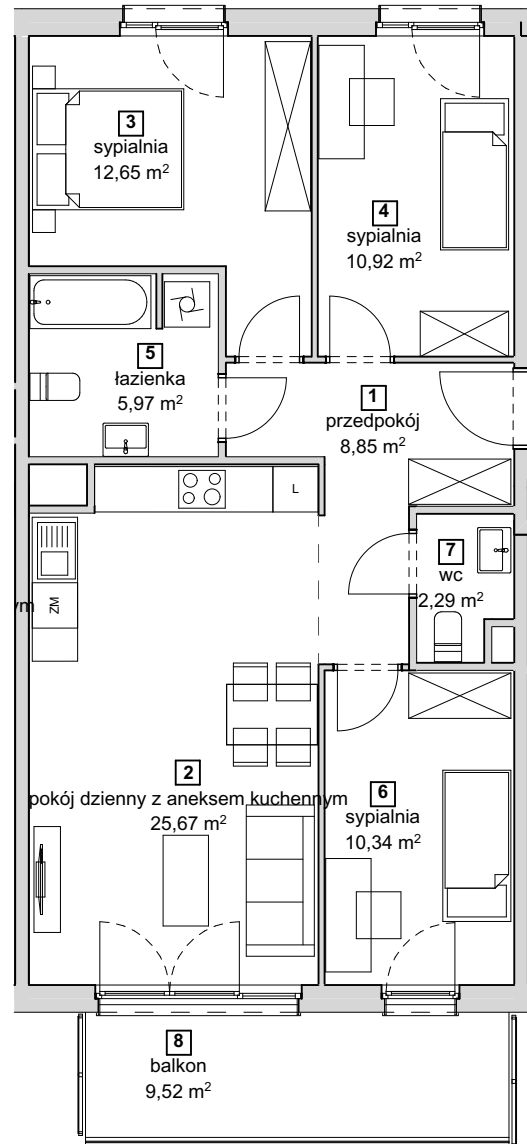 3
sypialnia
12,65 m²
4
sypialnia
10,92 m²
5
łazienka
5,97 m²
1
przedpokój
8,85 m²
L
7
wc
2,29 m²
ZM
ym
2
pokój dzienny z aneksem kuchennym
25,67 m²
6
sypialnia
10,34 m²
8
balkon
9,52 m²